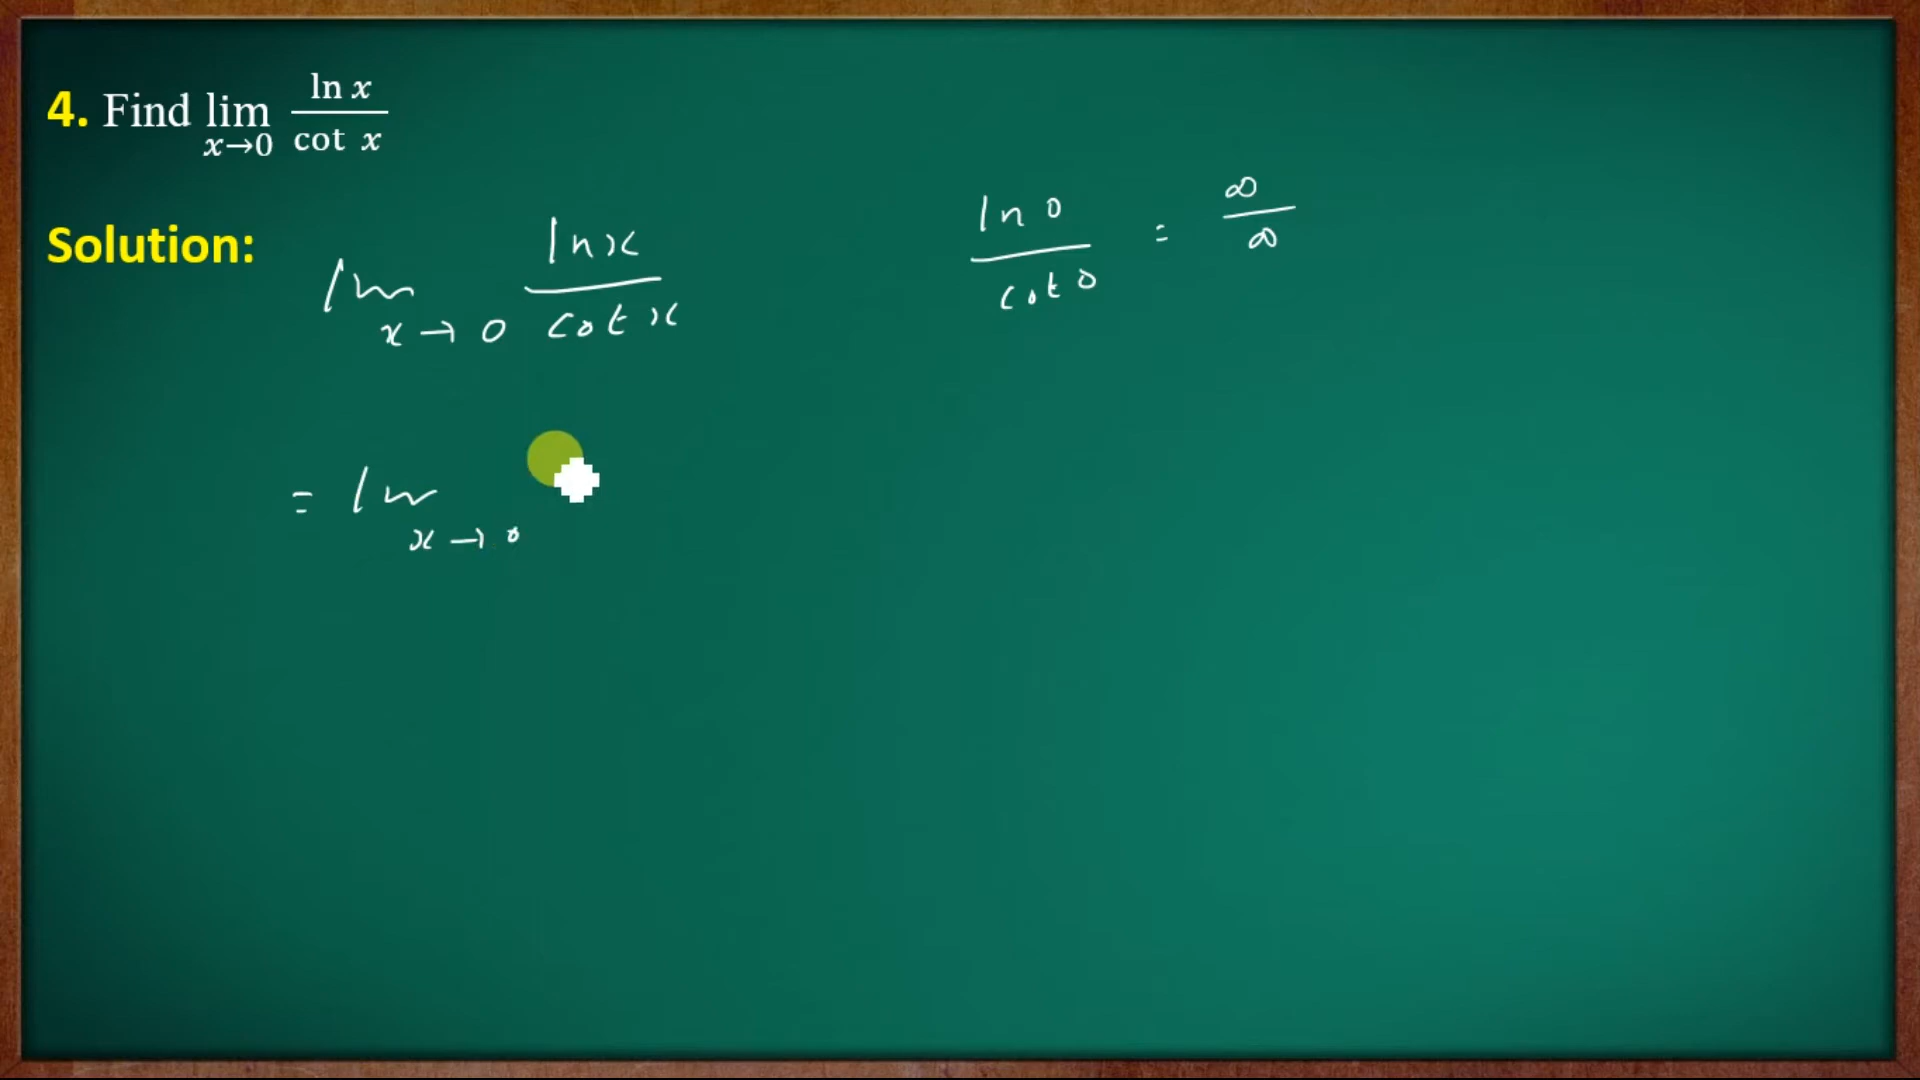 4. Find lim x→0 ln x / cot x
Solution:
lim x→0 ln x / cot x
ln 0 / cot 0 = ∞ / ∞
= lim x→0